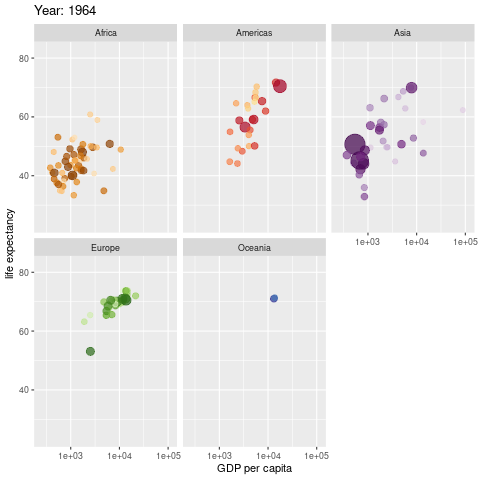 Year: 1964
Africa
Americas
Asia
80
60
40
1e+03 1e+04 1e+05
Europe
Oceania
80
60
40
1e+03 1e+04 1e+05
1e+03 1e+04 1e+05
GDP per capita
life expectancy